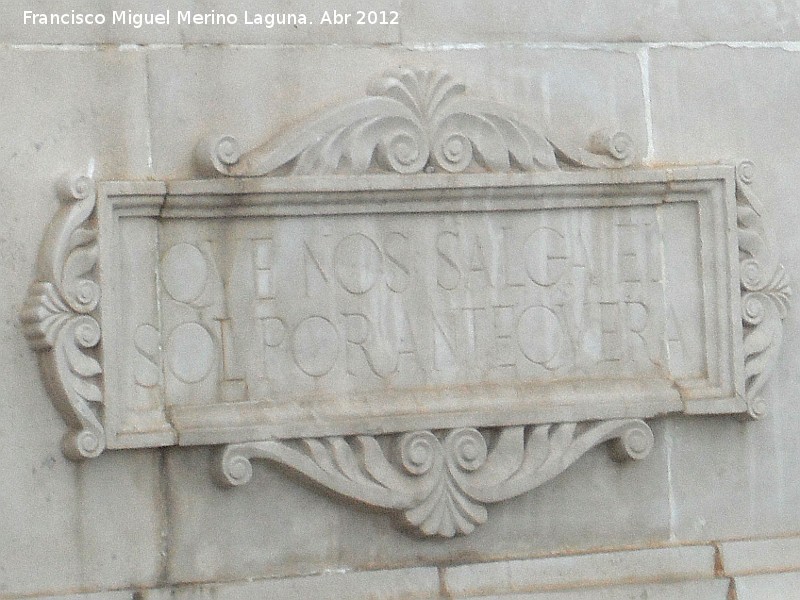 Francisco Miguel Merino Laguna. Abr 2012
QVE NOS SALGA EL
SOL POR ANTEQVERA